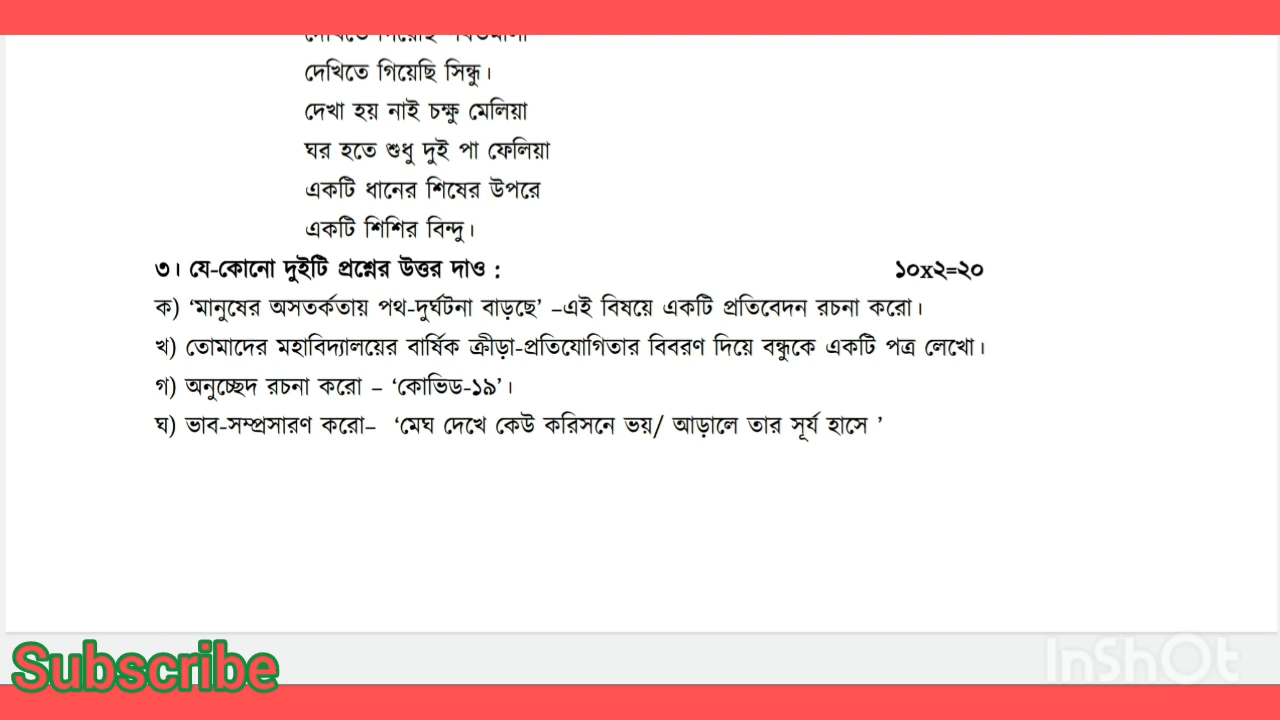 দেখিতে গিয়েছি সিন্ধু।
দেখা হয় নাই চক্ষু মেলিয়া
ঘর হতে শুধু দুই পা ফেলিয়া
একটি ধানের শিষের উপরে
একটি শিশির বিন্দু।
৩। যে-কোনো দুইটি প্রশ্নের উত্তর দাও : ১০x২=২০
ক) ‘মানুষের অসতর্কতায় পথ-দুর্ঘটনা বাড়ছে’ –এই বিষয়ে একটি প্রতিবেদন রচনা করো।
খ) তোমাদের মহাবিদ্যালয়ের বার্ষিক ক্রীড়া-প্রতিযোগিতার বিবরণ দিয়ে বন্ধুকে একটি পত্র লেখো।
গ) অনুচ্ছেদ রচনা করো – ‘কোভিড-১৯’।
ঘ) ভাব-সম্প্রসারণ করো– ‘মেঘ দেখে কেউ করিসনে ভয়/ আড়ালে তার সূর্য হাসে ’
Subscribe
InShOt